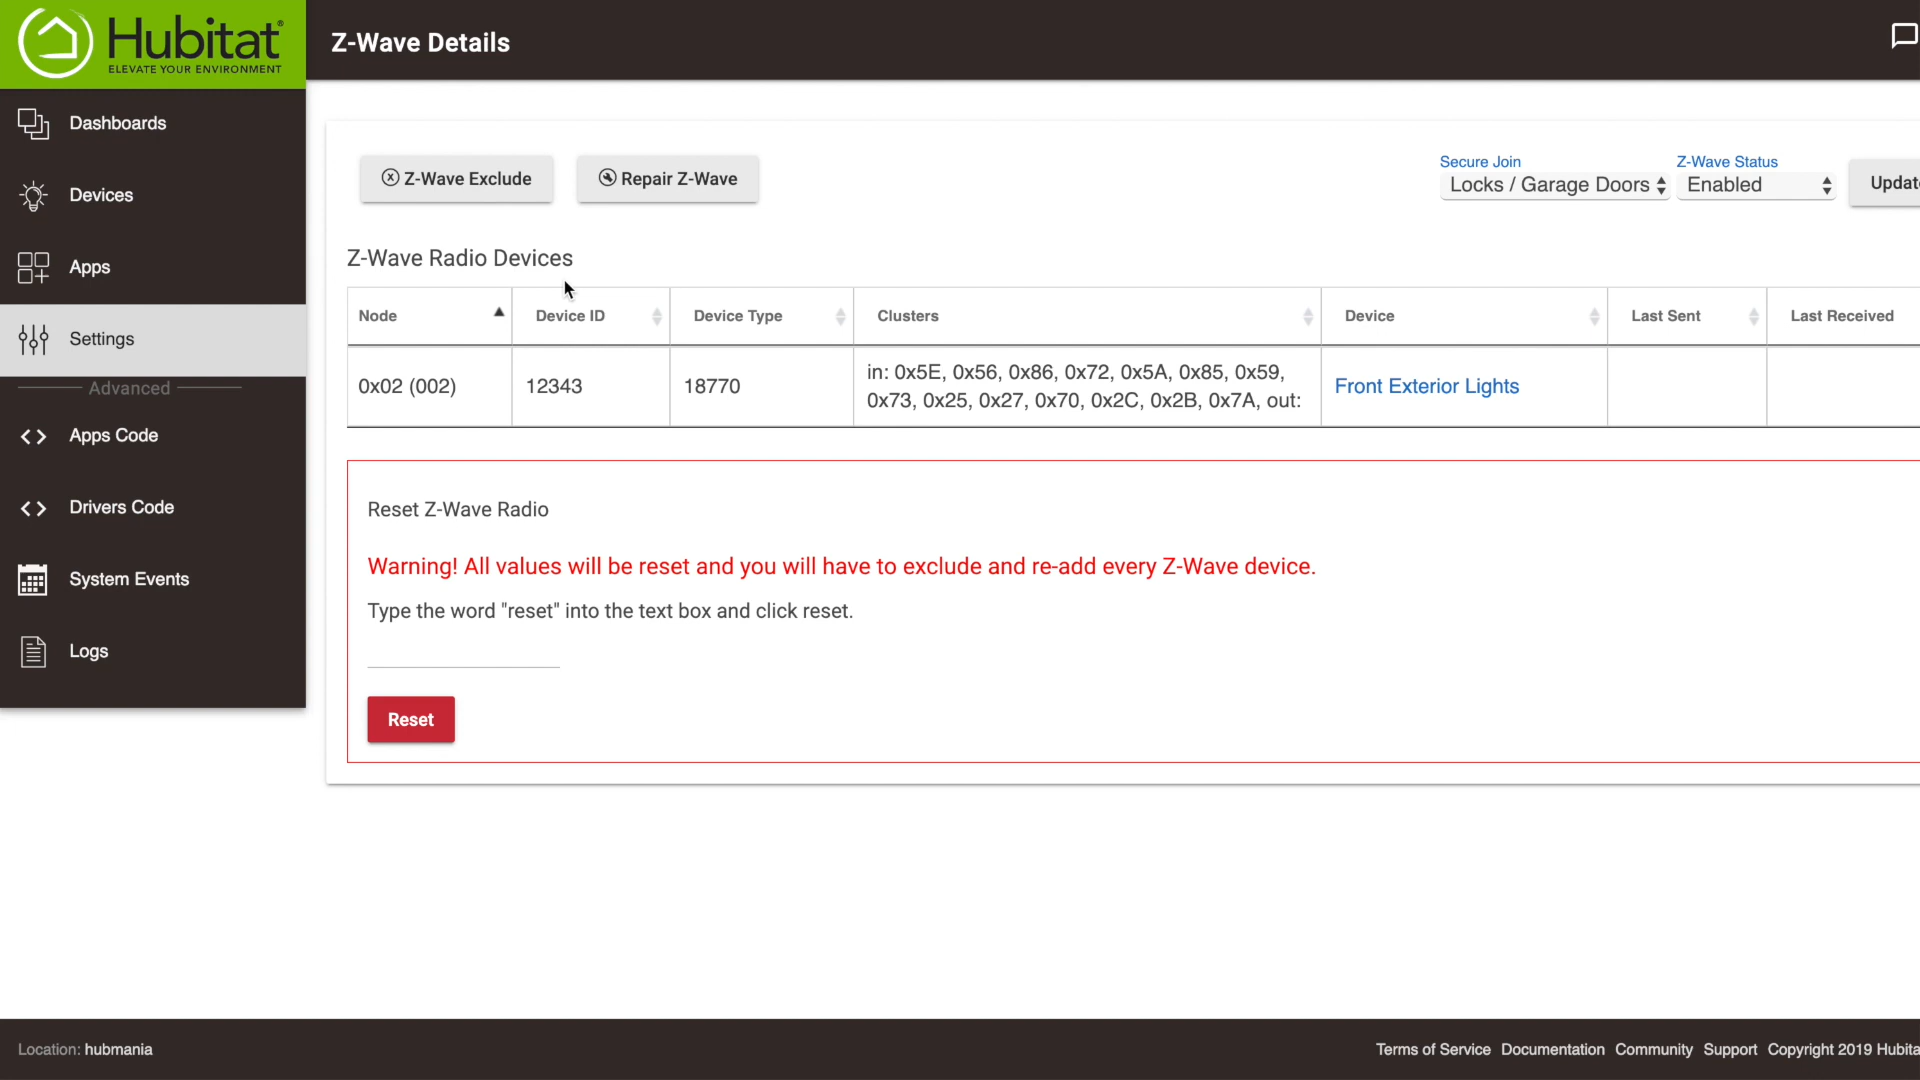 Hubitat®
ELEVATE YOUR ENVIRONMENT
Z-Wave Details
Dashboards
Devices
Apps
Settings
Advanced
Apps Code
Drivers Code
System Events
Logs
Z-Wave Exclude
Repair Z-Wave
Secure Join
Locks / Garage Doors
Z-Wave Status
Enabled
Updat
Z-Wave Radio Devices
Node
Device ID
Device Type
Clusters
Device
Last Sent
Last Received
0x02 (002)
12343
18770
in: 0x5E, 0x56, 0x86, 0x72, 0x5A, 0x85, 0x59,
0x73, 0x25, 0x27, 0x70, 0x2C, 0x2B, 0x7A, out:
Front Exterior Lights
Reset Z-Wave Radio
Warning! All values will be reset and you will have to exclude and re-add every Z-Wave device.
Type the word "reset" into the text box and click reset.
Reset
Location: hubmania
Terms of Service Documentation Community Support Copyright 2019 Hubita